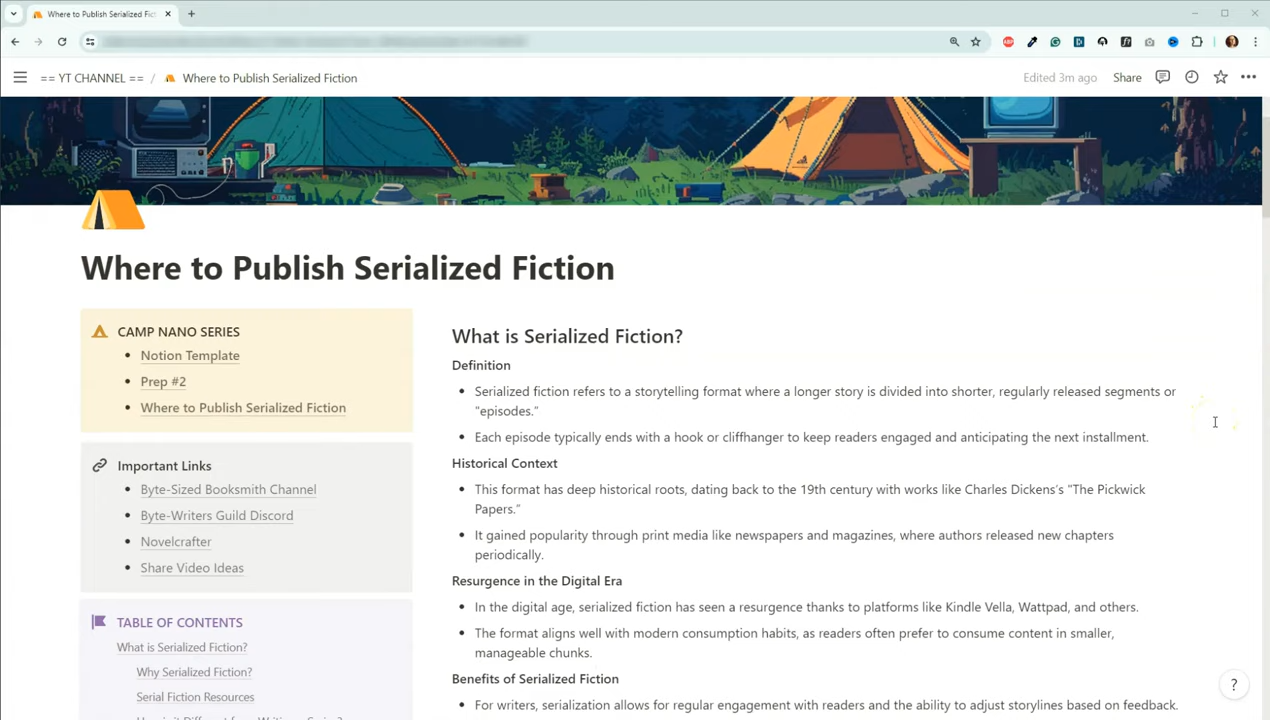 Where to Publish Serialized Fic
== YT CHANNEL == / Where to Publish Serialized Fiction
Edited 3m ago Share
Where to Publish Serialized Fiction
CAMP NANO SERIES
• Notion Template
• Prep #2
• Where to Publish Serialized Fiction
Important Links
• Byte-Sized Booksmith Channel
• Byte-Writers Guild Discord
• Novelcrafter
• Share Video Ideas
TABLE OF CONTENTS
What is Serialized Fiction?
Why Serialized Fiction?
Serial Fiction Resources
What is Serialized Fiction?
Definition
• Serialized fiction refers to a storytelling format where a longer story is divided into shorter, regularly released segments or
"episodes."
• Each episode typically ends with a hook or cliffhanger to keep readers engaged and anticipating the next installment.
Historical Context
• This format has deep historical roots, dating back to the 19th century with works like Charles Dickens's "The Pickwick
Papers."
• It gained popularity through print media like newspapers and magazines, where authors released new chapters
periodically.
Resurgence in the Digital Era
• In the digital age, serialized fiction has seen a resurgence thanks to platforms like Kindle Vella, Wattpad, and others.
• The format aligns well with modern consumption habits, as readers often prefer to consume content in smaller,
manageable chunks.
Benefits of Serialized Fiction
• For writers, serialization allows for regular engagement with readers and the ability to adjust storylines based on feedback.
?